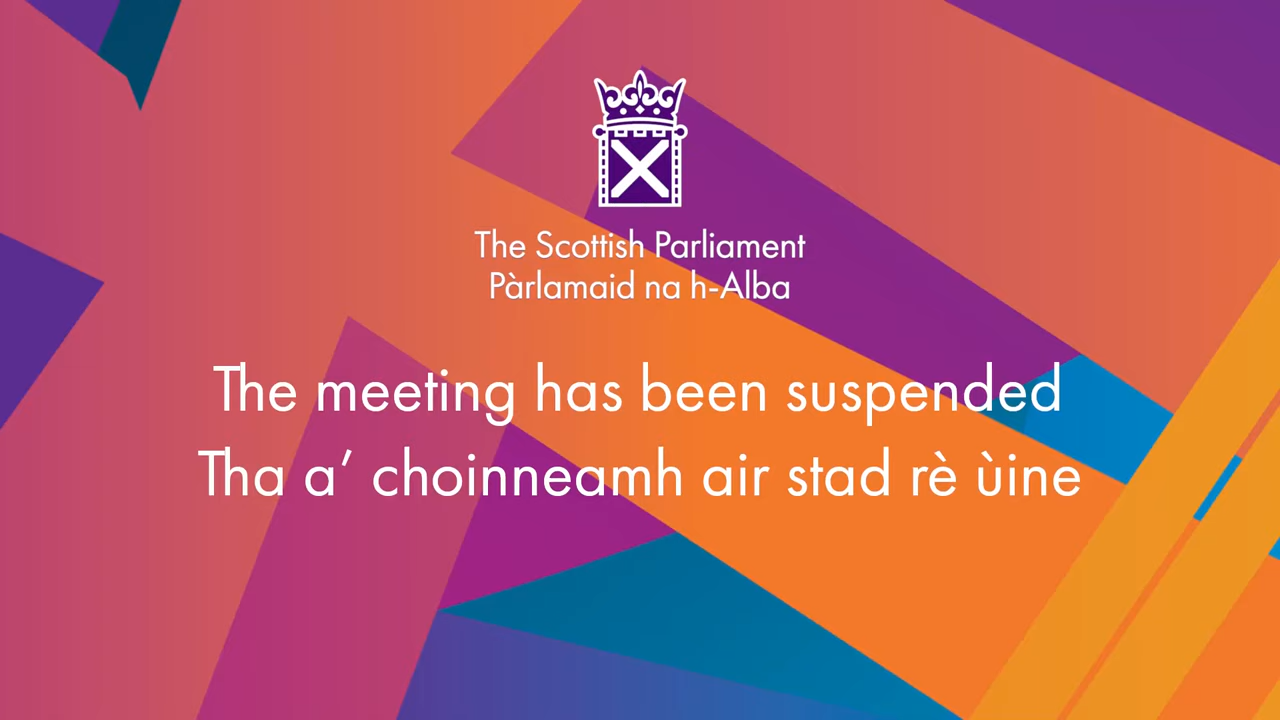 The Scottish Parliament
Pàrlamaid na h-Alba
The meeting has been suspended
Tha a’ choinneamh air stad rè ùine